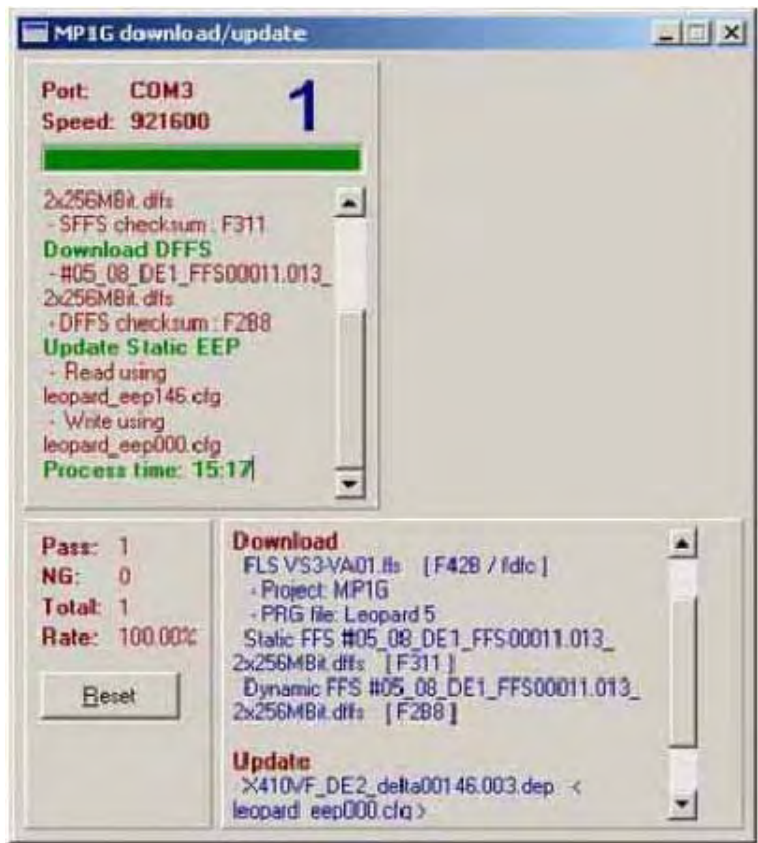 MP1G download/update
Port: COM3
Speed: 921600
1
2x256MBit.dffs
- SFFS checksum : F311
Download DFFS
- #05_08_DE1_FFS00011.013_
2x256MBit.dffs
- DFFS checksum : F2B8
Update Static EEP
- Read using
leopard_eep146.cfg
- Write using
leopard_eep000.cfg
Process time: 15:17
Pass: 1
NG: 0
Total: 1
Rate: 100.00%
Reset
Download
FLS VS3-VA01.fls [ F42B / fdfc ]
- Project: MP1G
- PRG file: Leopard 5
Static FFS #05_08_DE1_FFS00011.013_
2x256MBit.dffs [ F311 ]
Dynamic FFS #05_08_DE1_FFS00011.013_
2x256MBit.dffs [ F2B8 ]
Update
X410VF_DE2_delta00146.003.dep <
leopard_eep000.cfg >